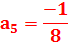 a₅ = −1/8